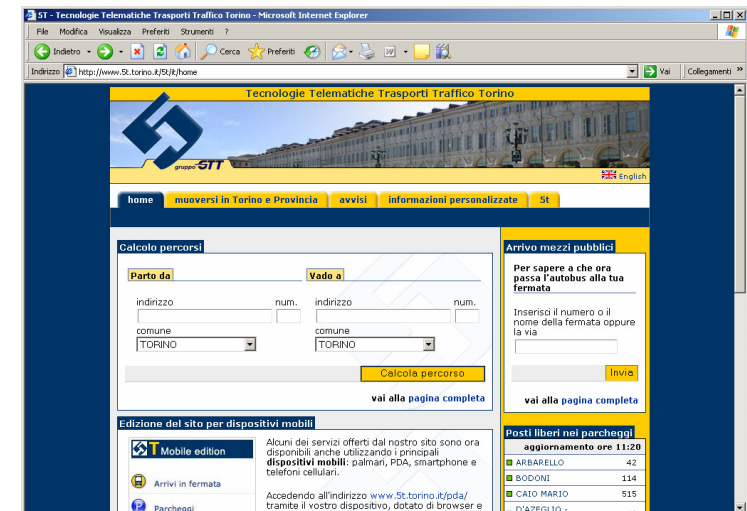 5T - Tecnologie Telematiche Trasporti Traffico Torino - Microsoft Internet Explorer
File Modifica Visualizza Preferiti Strumenti ?
Indietro Cerca Preferiti
Indirizzo http://www.5t.torino.it/5t/it/home Vai Collegamenti »
Tecnologie Telematiche Trasporti Traffico Torino
gruppo GTT
English
home muoversi in Torino e Provincia avvisi informazioni personalizzate 5t
Calcolo percorsi
Parto da Vado a
indirizzo num. indirizzo num.
comune comune
TORINO TORINO
Calcola percorso
vai alla pagina completa
Arrivo mezzi pubblici
Per sapere a che ora
passa l'autobus alla tua
fermata
Inserisci il numero o il
nome della fermata oppure
la via
Invia
vai alla pagina completa
Edizione del sito per dispositivi mobili
5T Mobile edition
Arrivi in fermata
Parcheggi
Alcuni dei servizi offerti dal nostro sito sono ora
disponibili anche utilizzando i principali
dispositivi mobili: palmari, PDA, smartphone e
telefoni cellulari.
Accedendo all'indirizzo www.5t.torino.it/pda/
tramite il vostro dispositivo, dotato di browser e
Posti liberi nei parcheggi
aggiornamento ore 11:20
ARBARELLO 42
BODONI 114
CAIO MARIO 515
D'AZEGLIO -